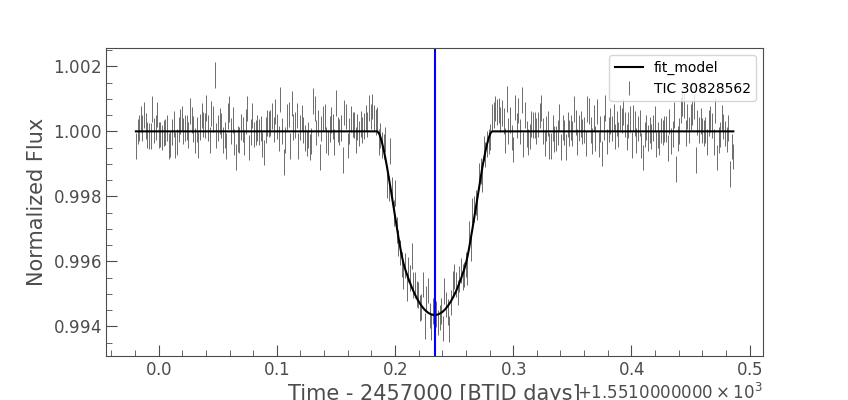 fit_model
TIC 30828562
1.002
1.000
0.998
0.996
0.994
Normalized Flux
0.0 0.1 0.2 0.3 0.4 0.5
Time - 2457000 [BTJD days]
+1.5510000000 × 10³